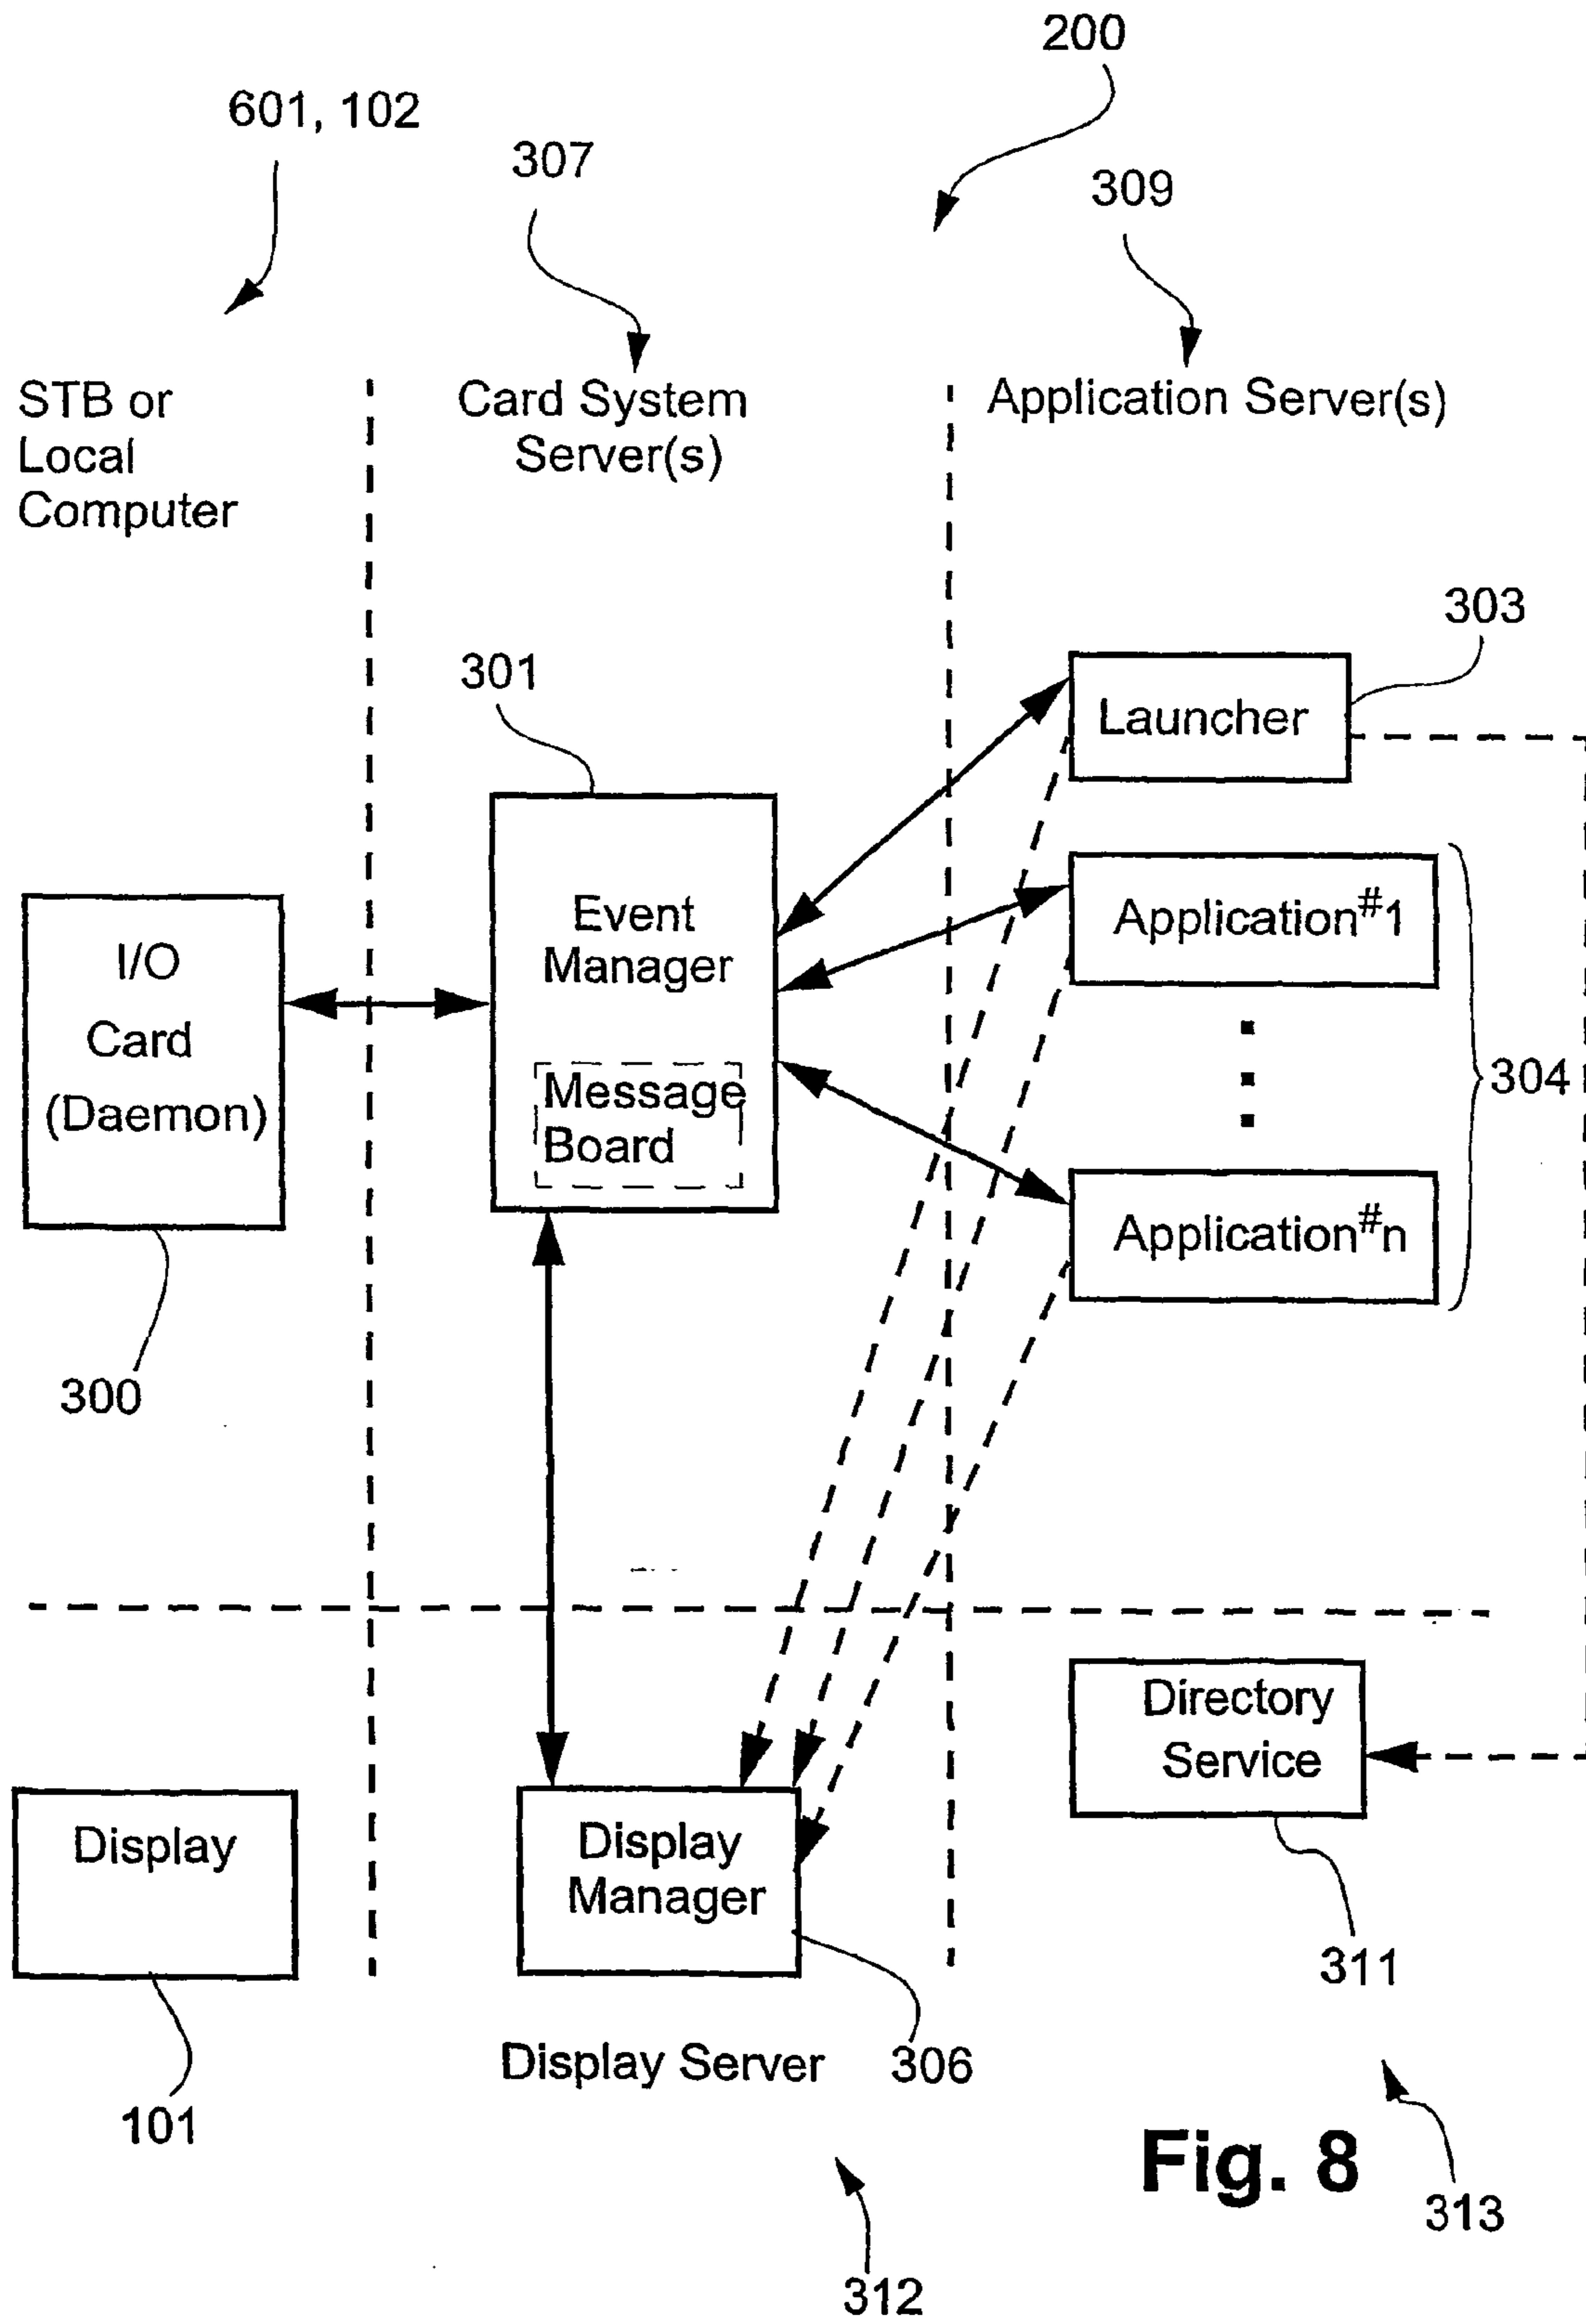 200
601, 102
307
309
STB or
Local
Computer
Card System
Server(s)
Application Server(s)
303
301
Launcher
Event
Manager
Application#1
I/O
Card
(Daemon)
Message
Board
304
Application#n
300
Directory
Service
Display
Display
Manager
311
Display Server
306
101
Fig. 8
313
312